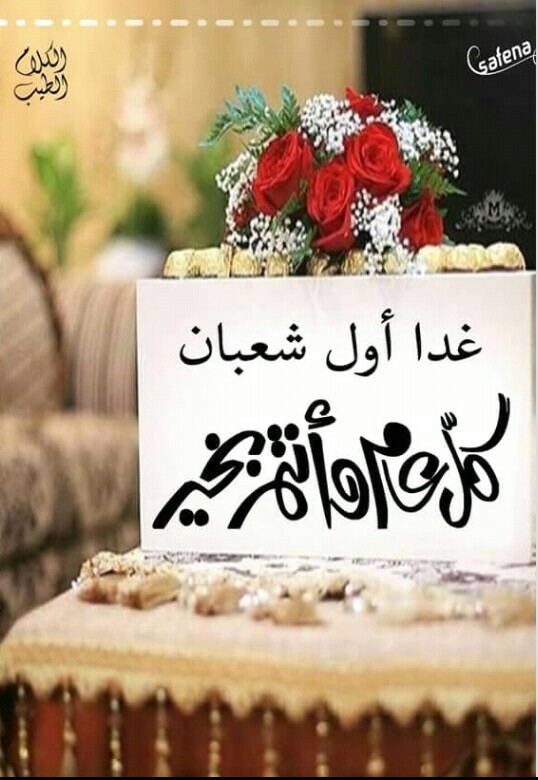 الكلام
الطيب
safena
M
غدا أول شعبان
كلّ عام وأنتم بخير